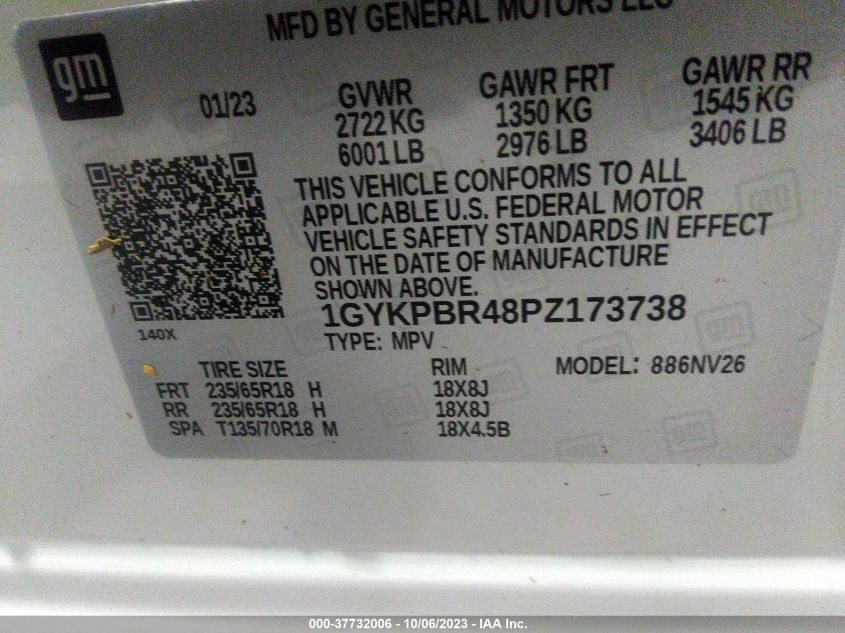 MFD BY GENERAL MOTORS LLC
gm
01/23 GVWR GAWR FRT GAWR RR
2722 KG 1350 KG 1545 KG
6001 LB 2976 LB 3406 LB
THIS VEHICLE CONFORMS TO ALL
APPLICABLE U.S. FEDERAL MOTOR
VEHICLE SAFETY STANDARDS IN EFFECT
ON THE DATE OF MANUFACTURE
SHOWN ABOVE.
1GYKPBR48PZ173738
140X
TYPE: MPV
TIRE SIZE RIM MODEL: 886NV26
FRT 235/65R18 H 18X8J
RR 235/65R18 H 18X8J
SPA T135/70R18 M 18X4.5B
000-37732006 - 10/06/2023 - IAA Inc.